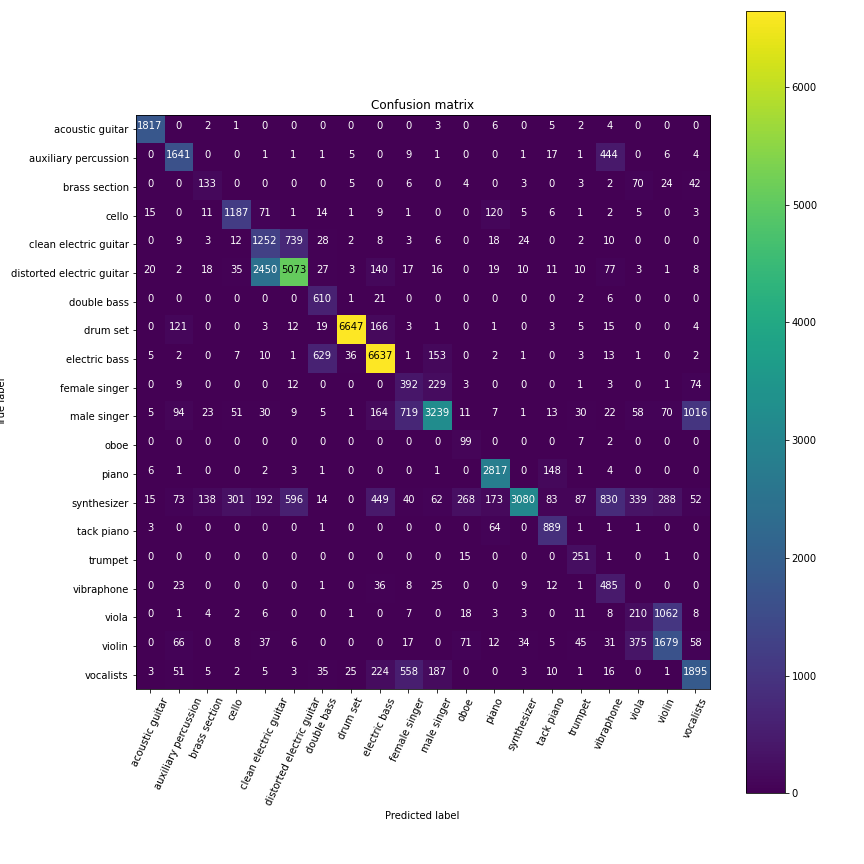 Confusion matrix
acoustic guitar 1817 0 2 1 0 0 0 0 0 0 3 0 6 0 5 2 4 0 0 0
auxiliary percussion 0 1641 0 0 1 1 1 5 0 9 1 0 0 1 17 1 444 0 6 4
brass section 0 0 133 0 0 0 0 5 0 6 0 4 0 3 0 3 2 70 24 42
cello 15 0 11 1187 71 1 14 1 9 1 0 0 120 5 6 1 2 5 0 3
clean electric guitar 0 9 3 12 1252 739 28 2 8 3 6 0 18 24 0 2 10 0 0 0
distorted electric guitar 20 2 18 35 2450 5073 27 3 140 17 16 0 19 10 11 10 77 3 1 8
double bass 0 0 0 0 0 0 610 1 21 0 0 0 0 0 0 2 6 0 0 0
drum set 0 121 0 0 3 12 19 6647 166 3 1 0 1 0 3 5 15 0 0 4
electric bass 5 2 0 7 10 1 629 36 6637 1 153 0 2 1 0 3 13 1 0 2
female singer 0 9 0 0 0 12 0 0 0 392 229 3 0 0 0 1 3 0 1 74
male singer 5 94 23 51 30 9 5 1 164 719 3239 11 7 1 13 30 22 58 70 1016
oboe 0 0 0 0 0 0 0 0 0 0 0 99 0 0 0 7 2 0 0 0
piano 6 1 0 0 2 3 1 0 0 0 1 0 2817 0 148 1 4 0 0 0
synthesizer 15 73 138 301 192 596 14 0 449 40 62 268 173 3080 83 87 830 339 288 52
tack piano 3 0 0 0 0 0 1 0 0 0 0 0 64 0 889 1 1 1 0 0
trumpet 0 0 0 0 0 0 0 0 0 0 0 15 0 0 0 251 1 0 1 0
vibraphone 0 23 0 0 0 0 1 0 36 8 25 0 0 9 12 1 485 0 0 0
viola 0 1 4 2 6 0 0 1 0 7 0 18 3 3 0 11 8 210 1062 8
violin 0 66 0 8 37 6 0 0 0 17 0 71 12 34 5 45 31 375 1679 58
vocalists 3 51 5 2 5 3 35 25 224 558 187 0 0 3 10 1 16 0 1 1895
acoustic guitar
auxiliary percussion
brass section
cello
clean electric guitar
distorted electric guitar
double bass
drum set
electric bass
female singer
male singer
oboe
piano
synthesizer
tack piano
trumpet
vibraphone
viola
violin
vocalists
Predicted label
6000
5000
4000
3000
2000
1000
0